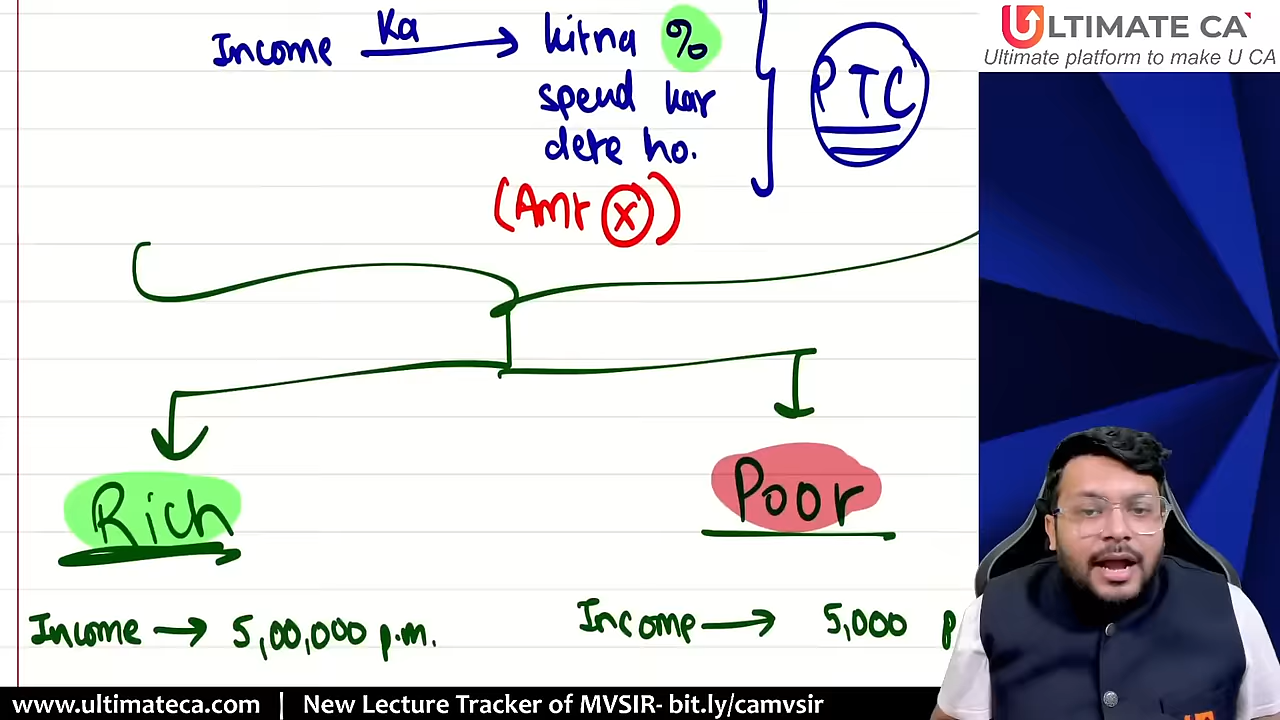 ULTIMATE CA
Ultimate platform to make U CA
Income Ka → kitna %
spend kar
dete ho.
(Amt X)
PTC
Rich
Poor
Income → 5,00,000 p.m.
Income → 5,000 p
www.ultimateca.com | New Lecture Tracker of MVSIR- bit.ly/camvsir